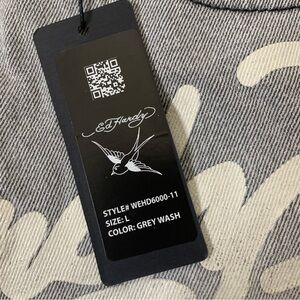 Ed Hardy
STYLE# WEHD6000-11
SIZE: L
COLOR: GREY WASH